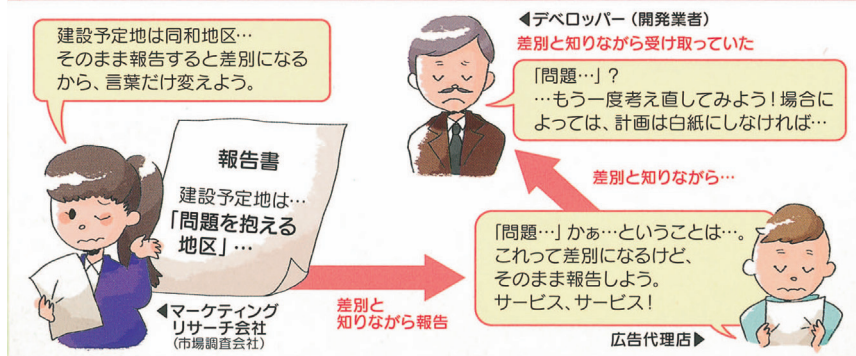 建設予定地は同和地区…
そのまま報告すると差別になる
から、言葉だけ変えよう。
◀デベロッパー(開発業者)
差別と知りながら受け取っていた
「問題…」?
…もう一度考え直してみよう!場合に
よっては、計画は白紙にしなければ…
報告書
建設予定地は…
「問題を抱える
地区」…
差別と知りながら…
「問題…」かぁ…ということは…。
これって差別になるけど、
そのまま報告しよう。
サービス、サービス!
◀マーケティング
リサーチ会社
(市場調査会社)
差別と
知りながら報告
広告代理店▶